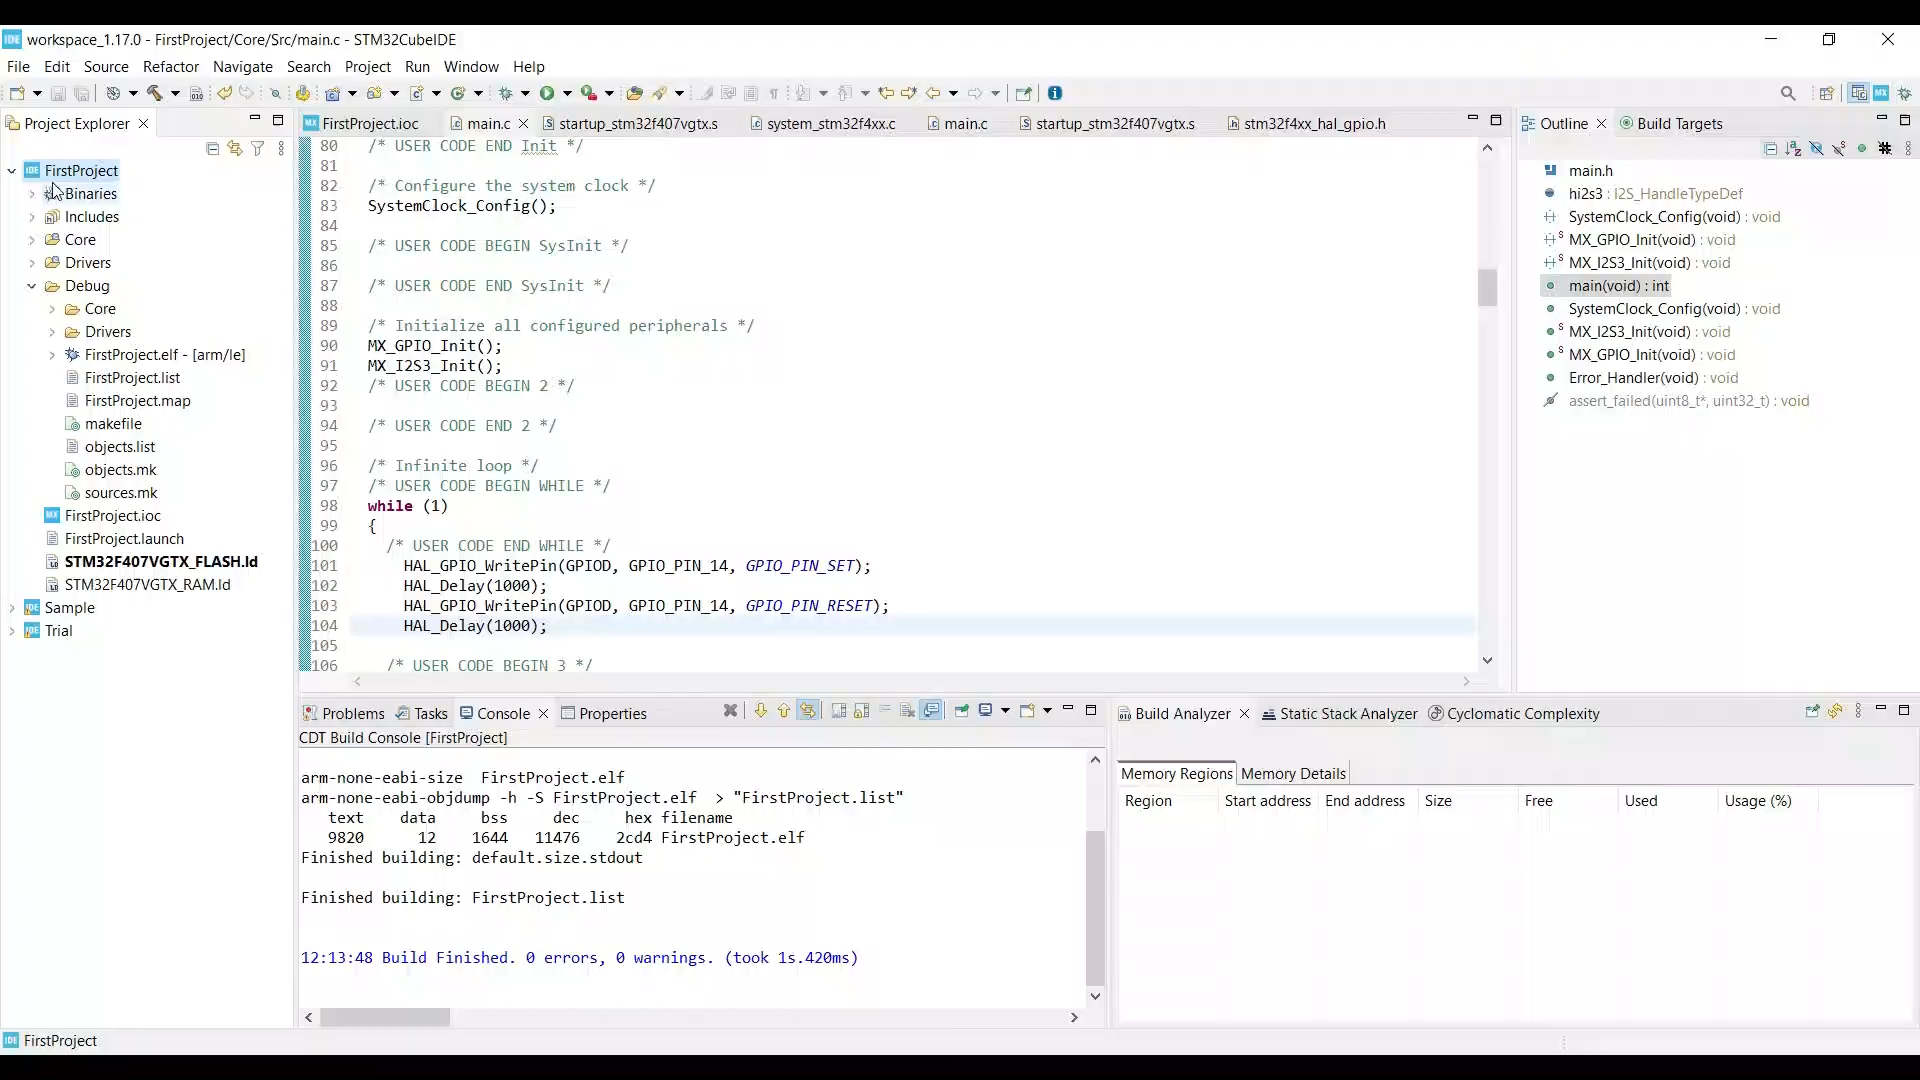 IDE workspace_1.17.0 - FirstProject/Core/Src/main.c - STM32CubeIDE
File Edit Source Refactor Navigate Search Project Run Window Help
Project Explorer
IDE FirstProject
Binaries
Includes
Core
Drivers
Debug
Core
Drivers
FirstProject.elf - [arm/le]
FirstProject.list
FirstProject.map
makefile
objects.list
objects.mk
sources.mk
MX FirstProject.ioc
FirstProject.launch
STM32F407VGTX_FLASH.ld
STM32F407VGTX_RAM.ld
IDE Sample
IDE Trial
MX FirstProject.ioc main.c startup_stm32f407vgtx.s system_stm32f4xx.c main.c startup_stm32f407vgtx.s stm32f4xx_hal_gpio.h
80 /* USER CODE END Init */
81
82 /* Configure the system clock */
83 SystemClock_Config();
84
85 /* USER CODE BEGIN SysInit */
86
87 /* USER CODE END SysInit */
88
89 /* Initialize all configured peripherals */
90 MX_GPIO_Init();
91 MX_I2S3_Init();
92 /* USER CODE BEGIN 2 */
93
94 /* USER CODE END 2 */
95
96 /* Infinite loop */
97 /* USER CODE BEGIN WHILE */
98 while (1)
99 {
100 /* USER CODE END WHILE */
101 HAL_GPIO_WritePin(GPIOD, GPIO_PIN_14, GPIO_PIN_SET);
102 HAL_Delay(1000);
103 HAL_GPIO_WritePin(GPIOD, GPIO_PIN_14, GPIO_PIN_RESET);
104 HAL_Delay(1000);
105
106 /* USER CODE BEGIN 3 */
Outline Build Targets
main.h
hi2s3 : I2S_HandleTypeDef
SystemClock_Config(void) : void
S MX_GPIO_Init(void) : void
S MX_I2S3_Init(void) : void
main(void) : int
SystemClock_Config(void) : void
S MX_I2S3_Init(void) : void
S MX_GPIO_Init(void) : void
Error_Handler(void) : void
assert_failed(uint8_t*, uint32_t) : void
Problems Tasks Console Properties
CDT Build Console [FirstProject]
arm-none-eabi-size FirstProject.elf
arm-none-eabi-objdump -h -S FirstProject.elf > "FirstProject.list"
text data bss dec hex filename
9820 12 1644 11476 2cd4 FirstProject.elf
Finished building: default.size.stdout
Finished building: FirstProject.list
12:13:48 Build Finished. 0 errors, 0 warnings. (took 1s.420ms)
Build Analyzer Static Stack Analyzer Cyclomatic Complexity
Memory Regions Memory Details
Region Start address End address Size Free Used Usage (%)
IDE FirstProject